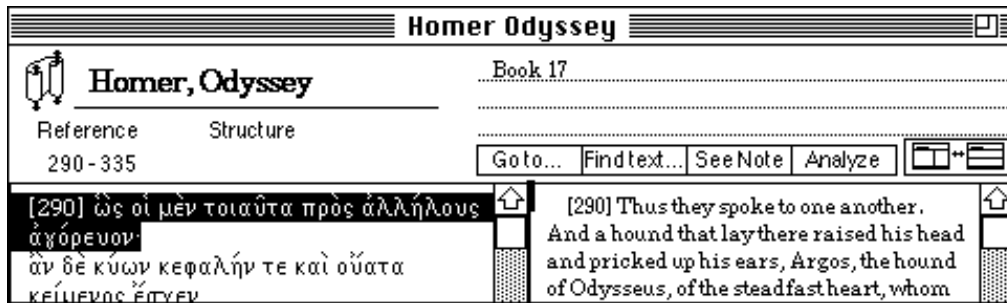 Homer Odyssey
Homer, Odyssey
Book 17
Reference Structure
290-335
Go to... Find text... See Note Analyze
[290] ὣς οἱ μὲν τοιαῦτα πρὸς ἀλλήλους
ἀγόρευον·
ἂν δὲ κύων κεφαλήν τε καὶ οὔατα
κείμενος ἔσχεν
[290] Thus they spoke to one another.
And a hound that lay there raised his head
and pricked up his ears, Argos, the hound
of Odysseus, of the steadfast heart, whom